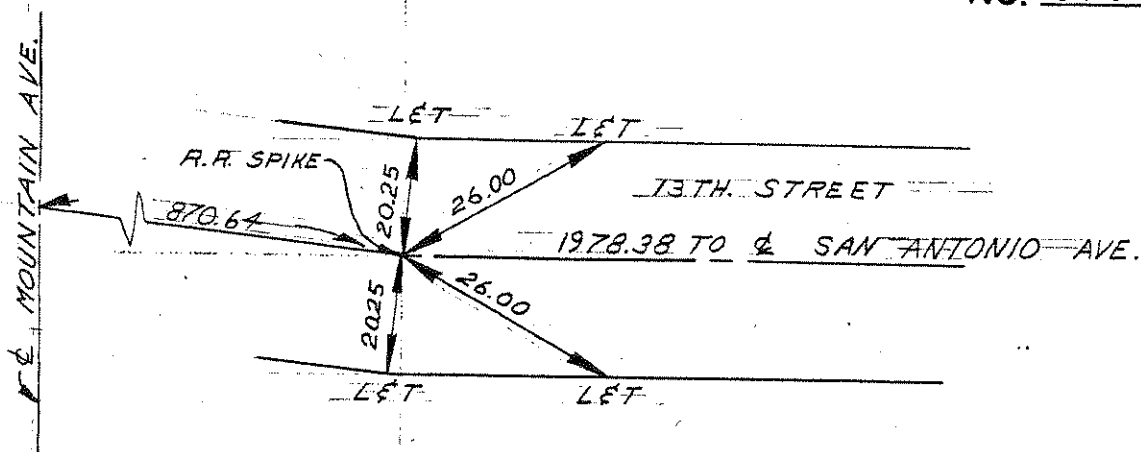 NO.
℄ MOUNTAIN AVE.
L&T
L&T
R.R. SPIKE
20.25
26.00
13TH. STREET
870.64
1978.38 TO ℄ SAN ANTONIO AVE.
20.25
26.00
L&T
L&T